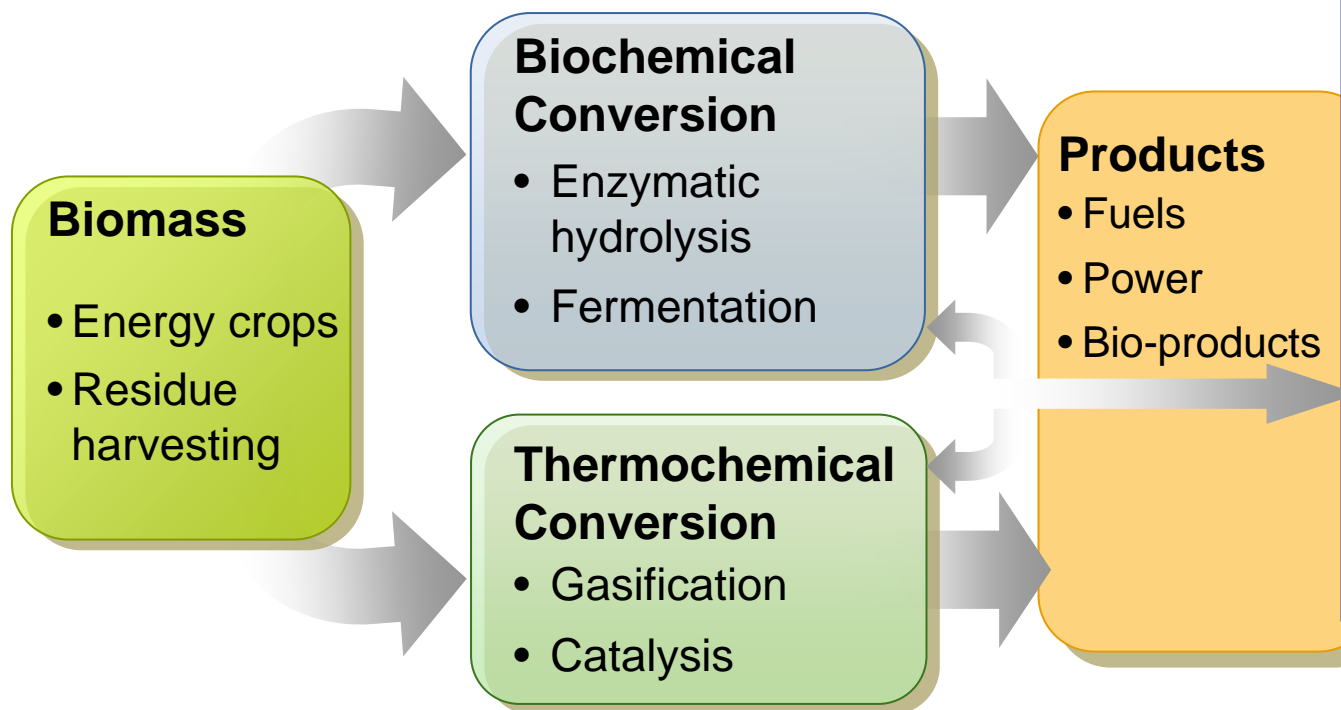 Biomass
• Energy crops
• Residue
harvesting
Biochemical
Conversion
• Enzymatic
hydrolysis
• Fermentation
Thermochemical
Conversion
• Gasification
• Catalysis
Products
• Fuels
• Power
• Bio-products